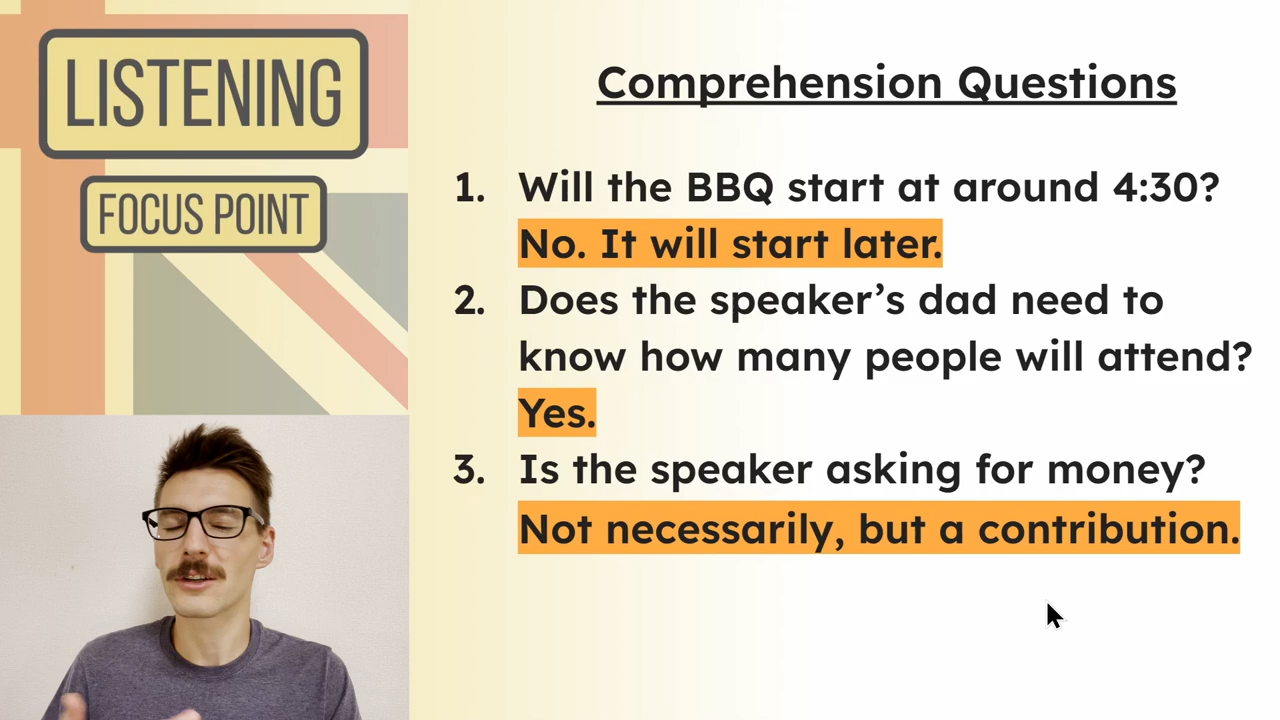 LISTENING
FOCUS POINT
Comprehension Questions
1. Will the BBQ start at around 4:30?
No. It will start later.
2. Does the speaker’s dad need to
know how many people will attend?
Yes.
3. Is the speaker asking for money?
Not necessarily, but a contribution.